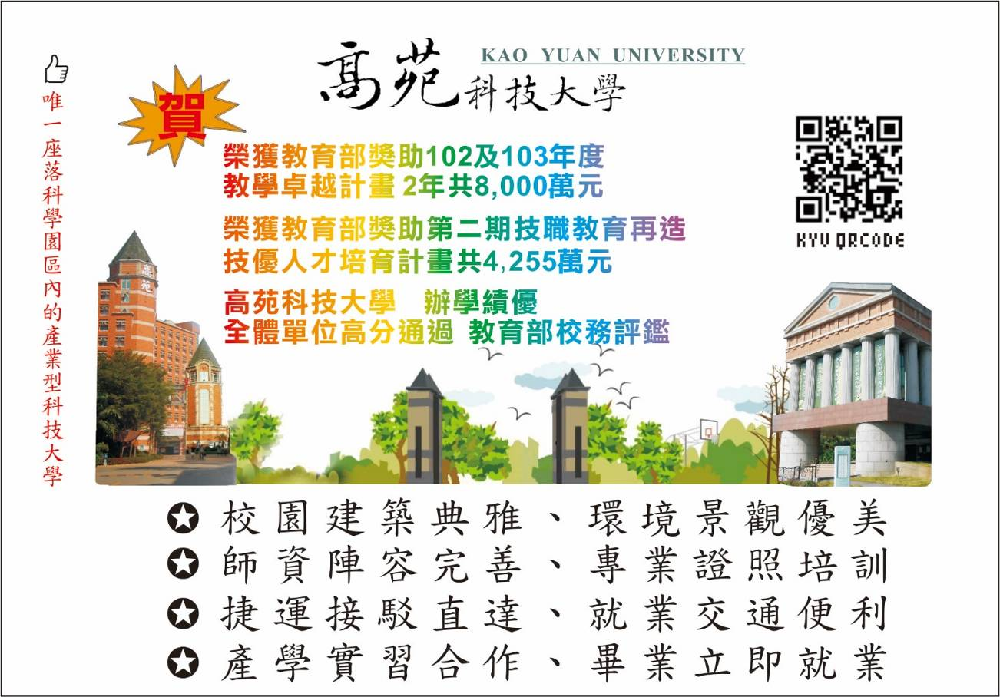 高苑科技大學
KAO YUAN UNIVERSITY
唯一座落科學園區內的產業型科技大學
賀
榮獲教育部獎助102及103年度
教學卓越計畫 2年共8,000萬元
榮獲教育部獎助第二期技職教育再造
技優人才培育計畫共4,255萬元
高苑科技大學 辦學績優
全體單位高分通過 教育部校務評鑑
KYU QRCODE
高苑
校園建築典雅、環境景觀優美
師資陣容完善、專業證照培訓
捷運接駁直達、就業交通便利
產學實習合作、畢業立即就業